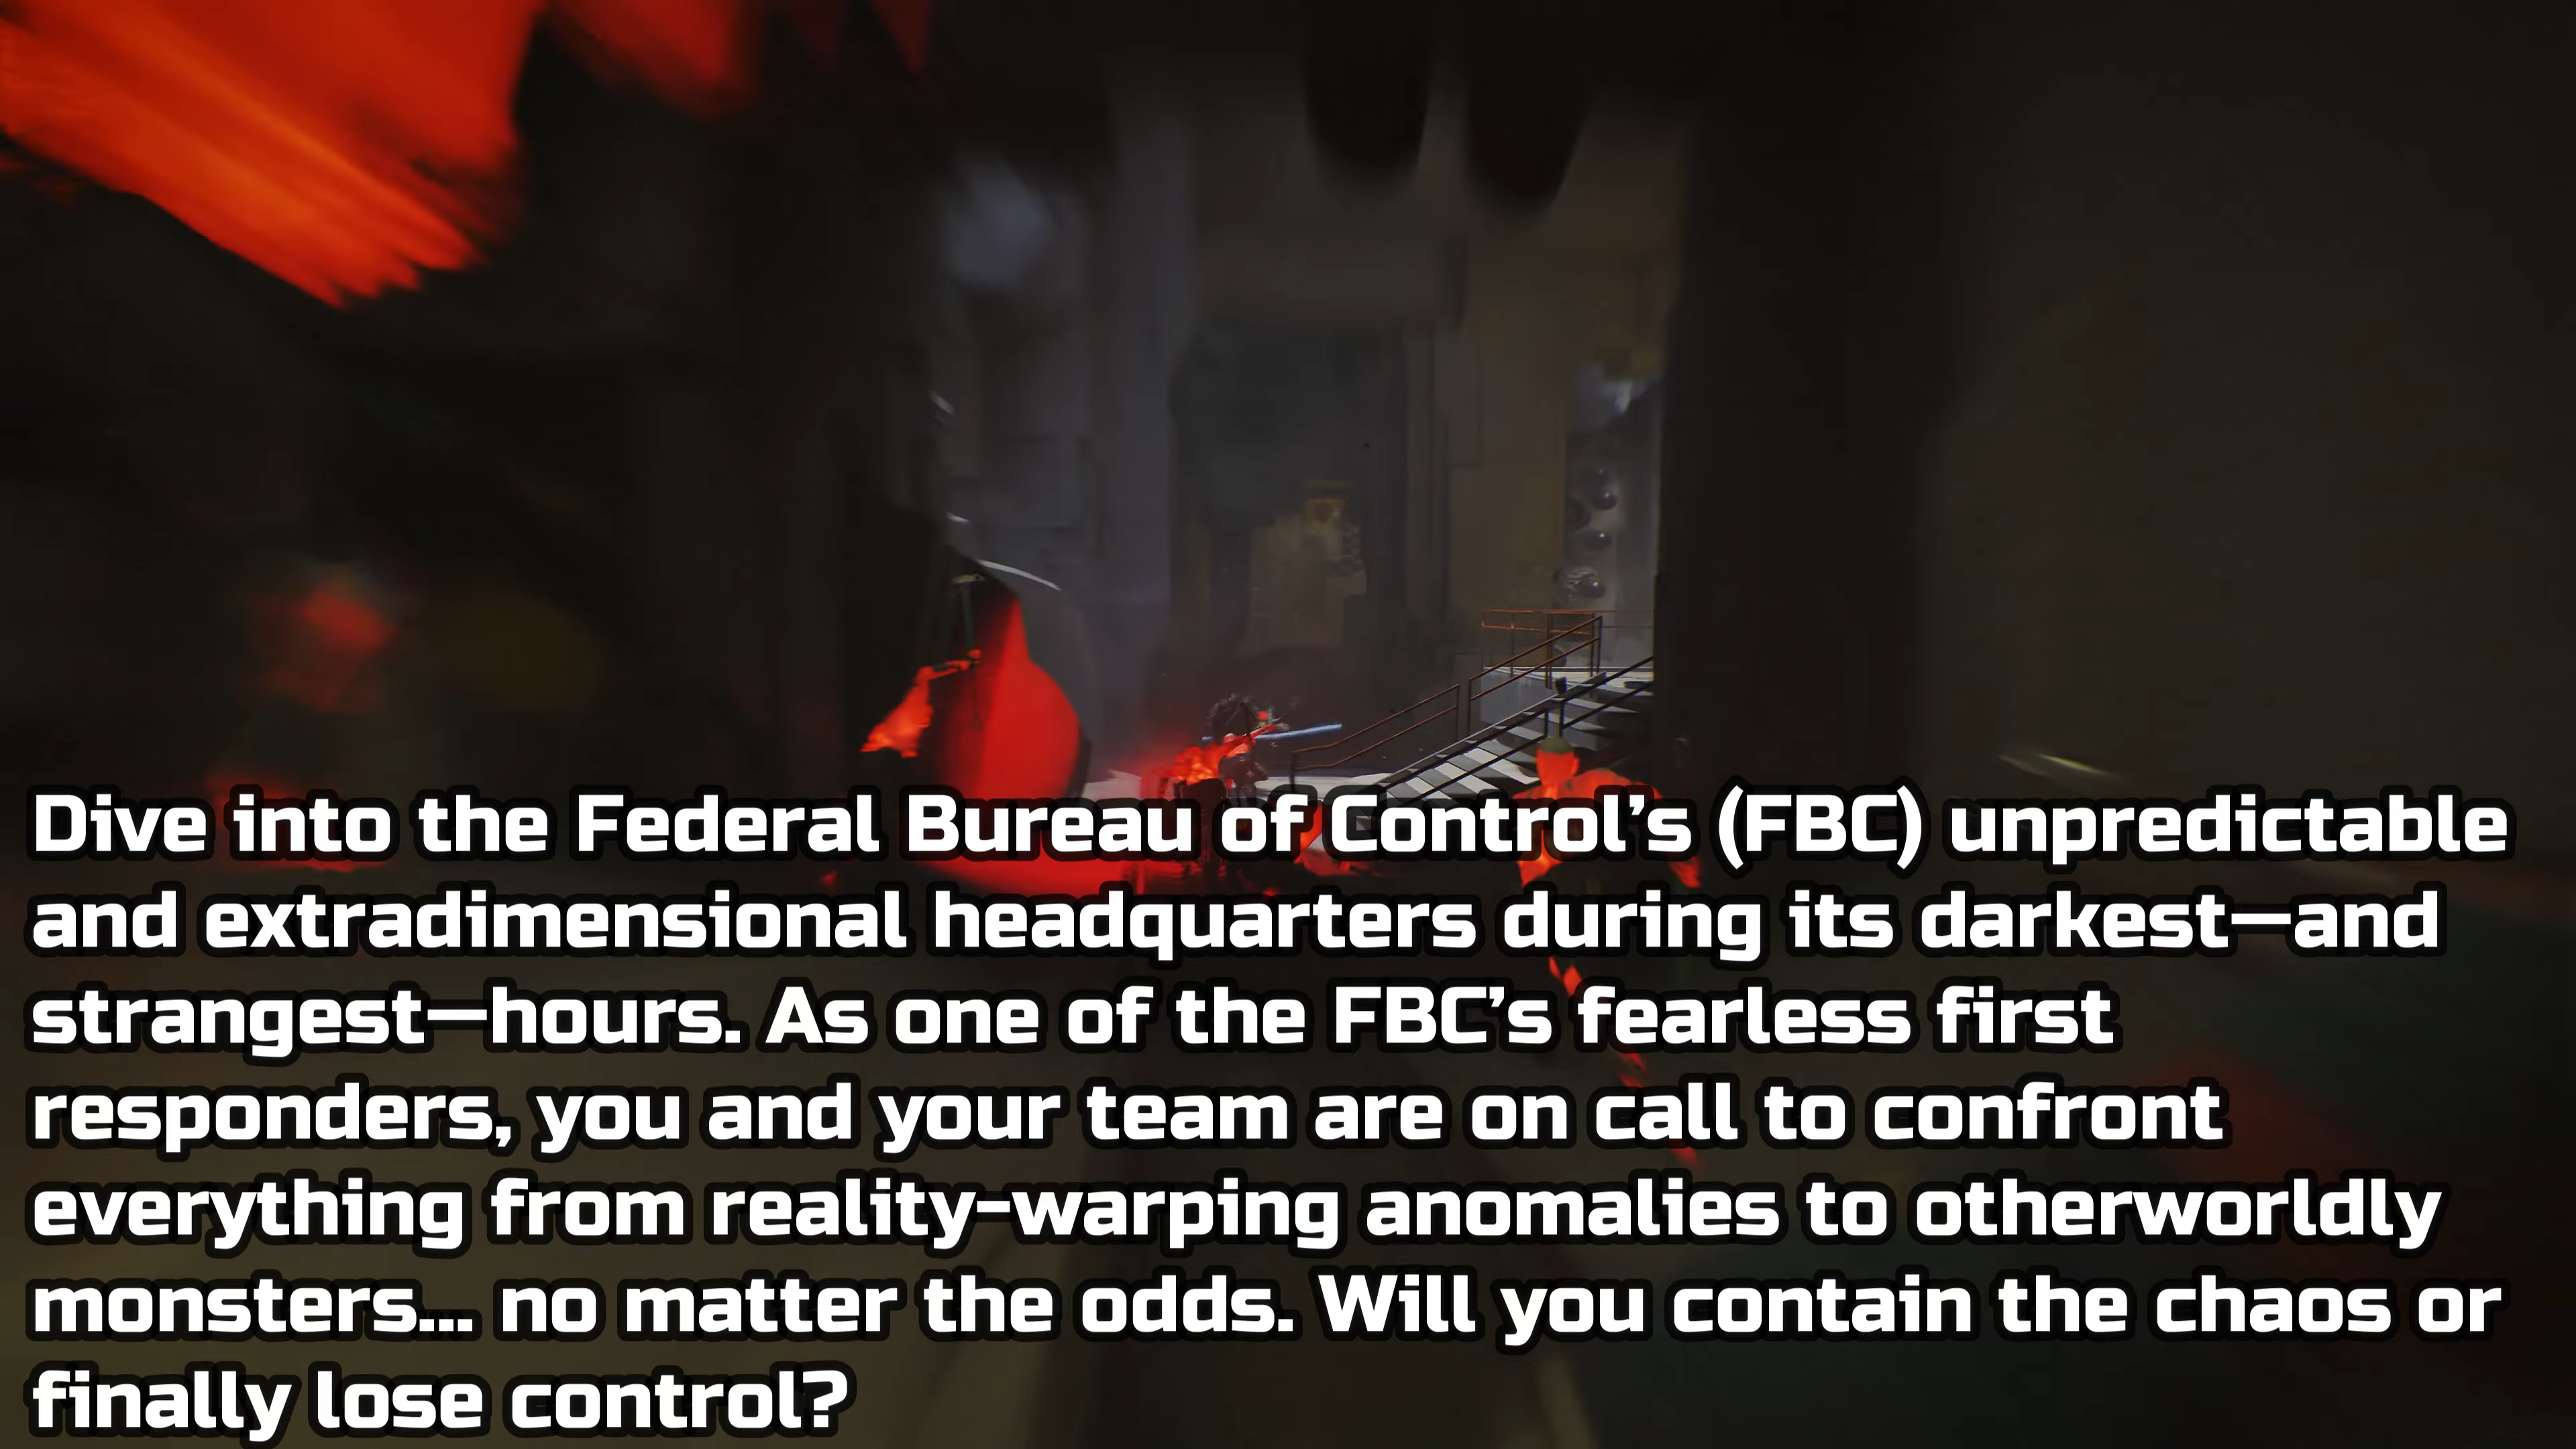 Dive into the Federal Bureau of Control’s (FBC) unpredictable
and extradimensional headquarters during its darkest—and
strangest—hours. As one of the FBC’s fearless first
responders, you and your team are on call to confront
everything from reality-warping anomalies to otherworldly
monsters... no matter the odds. Will you contain the chaos or
finally lose control?